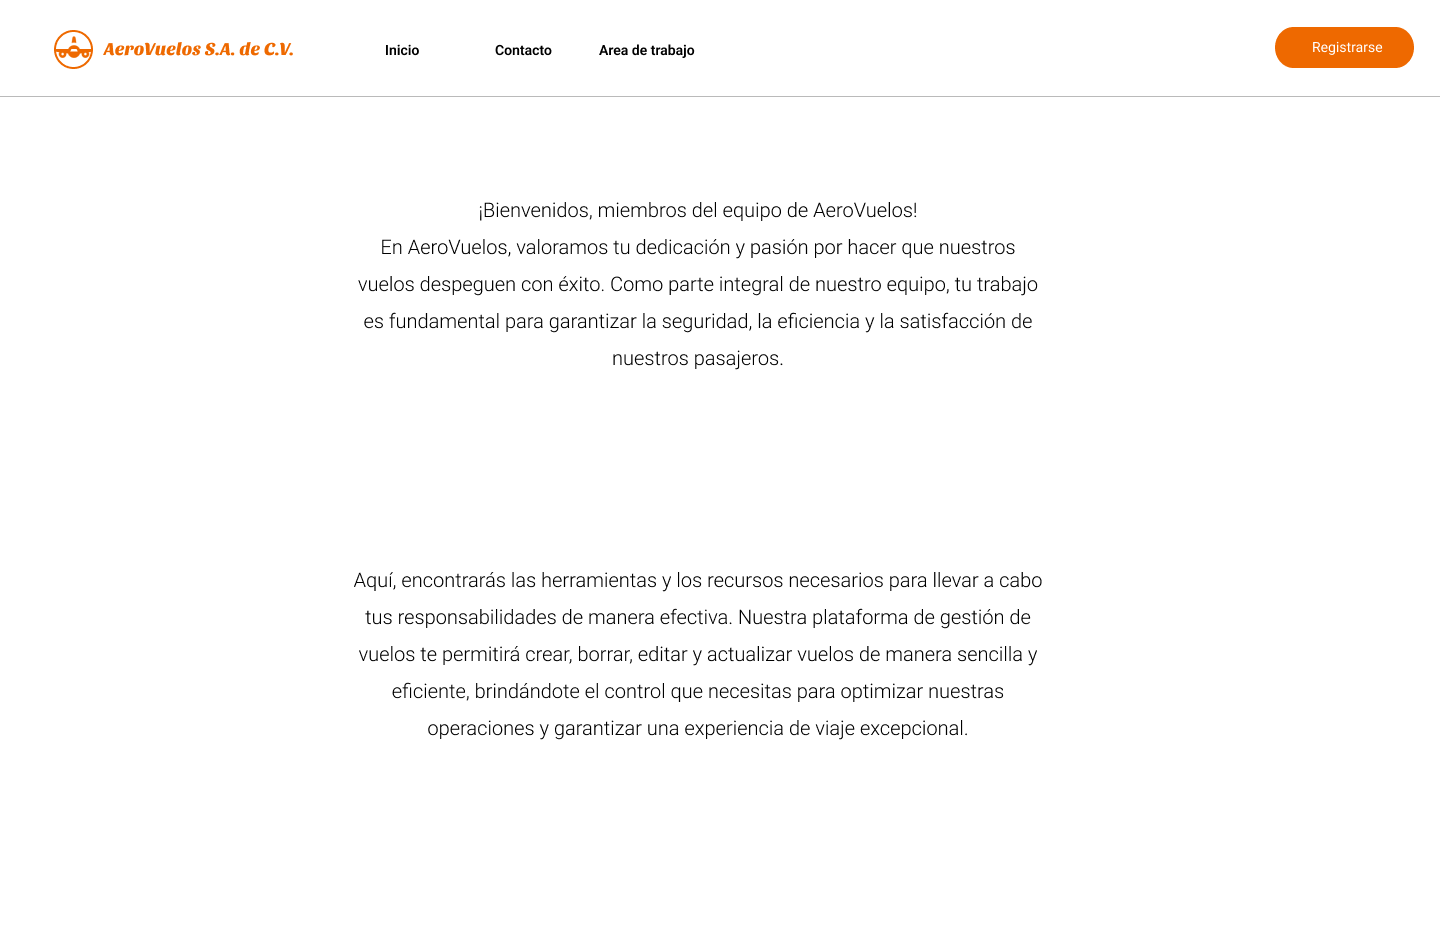 AeroVuelos S.A. de C.V.
Inicio
Contacto
Area de trabajo
Registrarse
¡Bienvenidos, miembros del equipo de AeroVuelos!
En AeroVuelos, valoramos tu dedicación y pasión por hacer que nuestros
vuelos despeguen con éxito. Como parte integral de nuestro equipo, tu trabajo
es fundamental para garantizar la seguridad, la eficiencia y la satisfacción de
nuestros pasajeros.
Aquí, encontrarás las herramientas y los recursos necesarios para llevar a cabo
tus responsabilidades de manera efectiva. Nuestra plataforma de gestión de
vuelos te permitirá crear, borrar, editar y actualizar vuelos de manera sencilla y
eficiente, brindándote el control que necesitas para optimizar nuestras
operaciones y garantizar una experiencia de viaje excepcional.